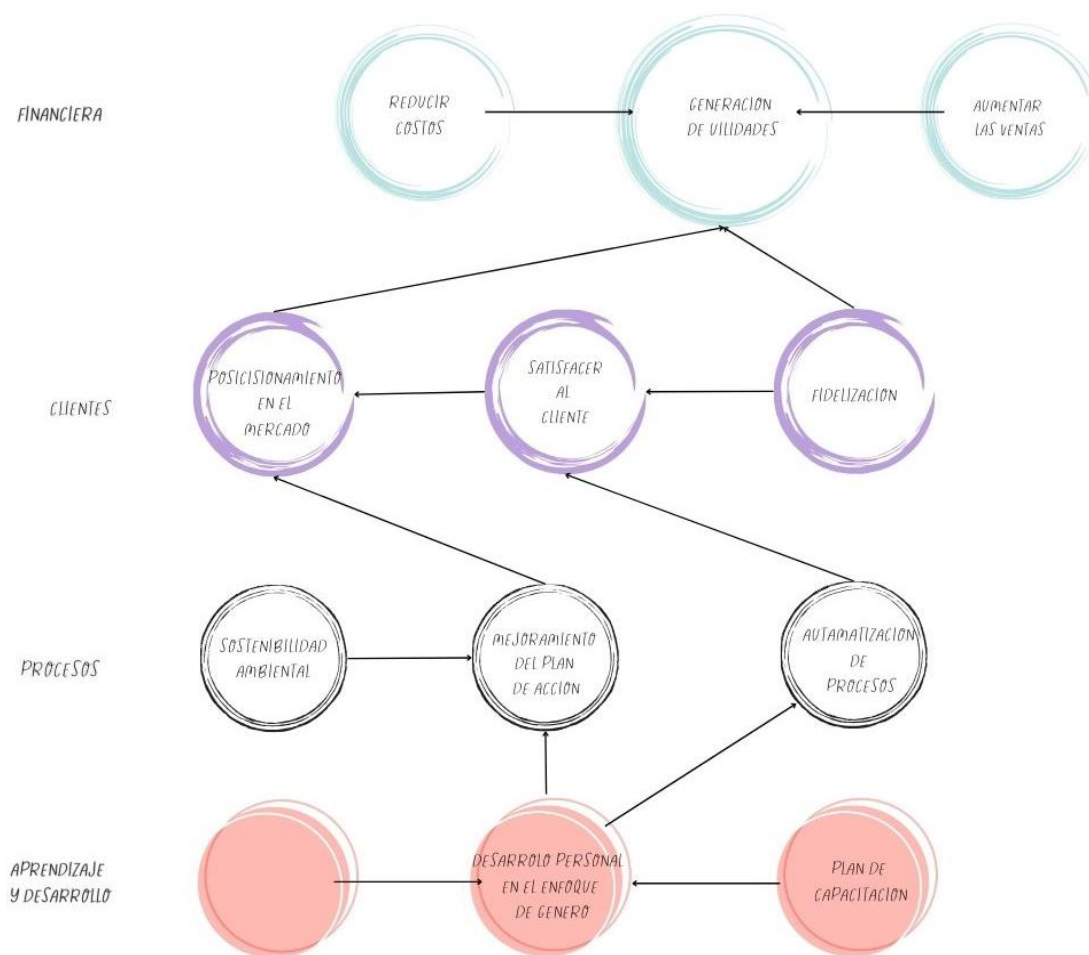 FINANCIERA
REDUCIR
COSTOS
GENERACION
DE UILIDADES
AUMENTAR
LAS VENTAS
CLIENTES
POSICISIONAMIENTO
EN EL
MERCADO
SATISFACER
AL
CLIENTE
FIDELIZACION
PROCESOS
SOSTENIBILIDAD
AMBIENTAL
MEJORAMIENTO
DEL PLAN
DE ACCION
AUTAMATIZACION
DE
PROCESOS
APRENDIZAJE
Y DESARROLLO
DESARROLO PERSONAL
EN EL ENFOQUE
DE GENERO
PLAN DE
CAPACITACION